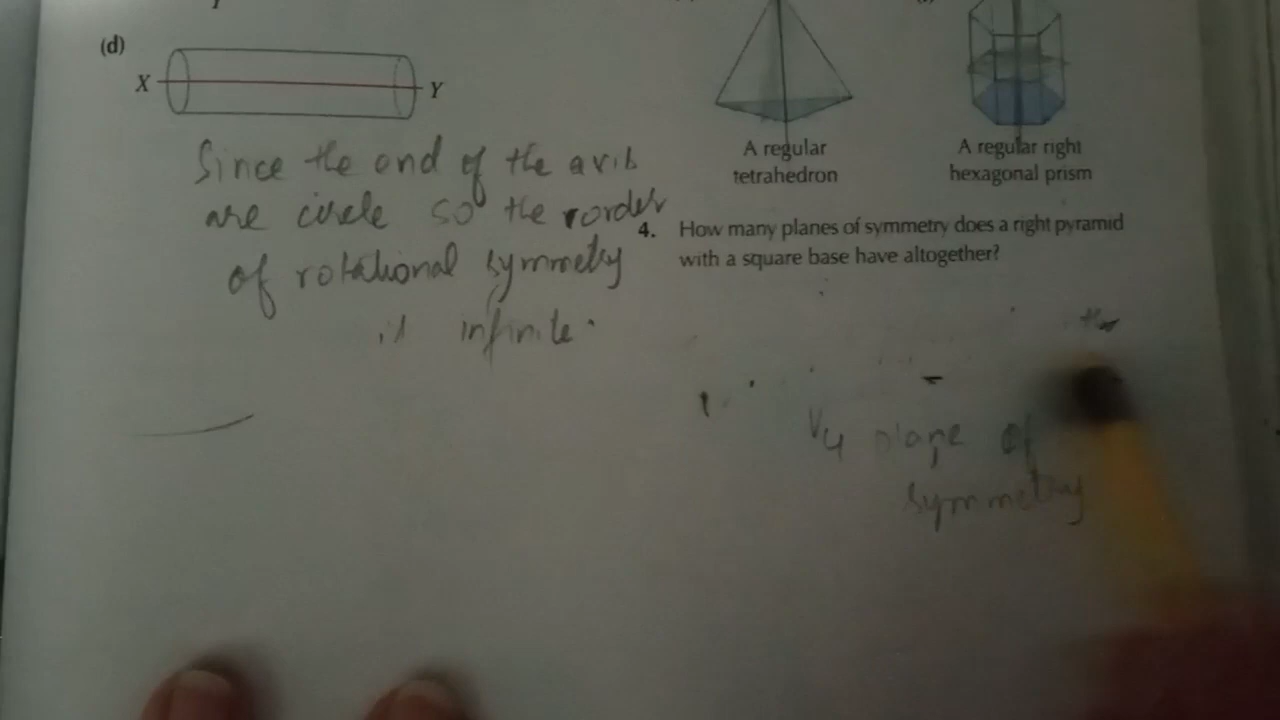 (d)
X
Y
Since the end of the axis
are circle so the order
of rotational symmetry
is infinite.
A regular
tetrahedron
A regular right
hexagonal prism
4. How many planes of symmetry does a right pyramid
with a square base have altogether?
4 plane of
symmetry